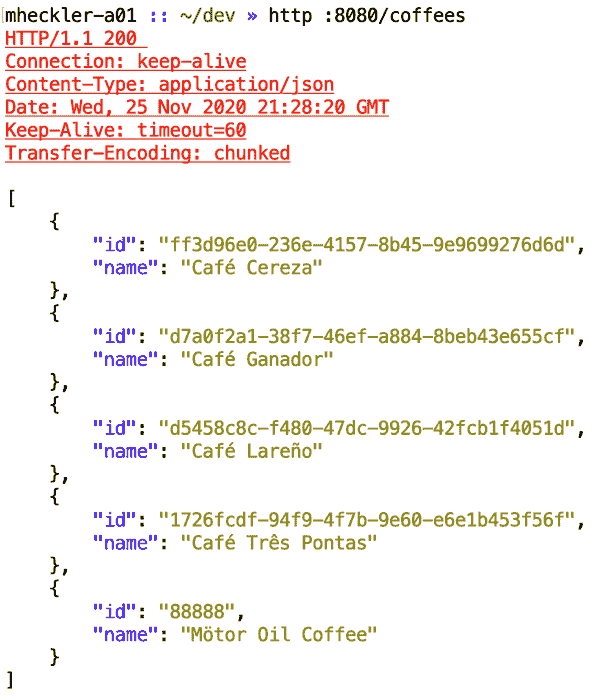 mheckler-a01 :: ~/dev » http :8080/coffees
HTTP/1.1 200
Connection: keep-alive
Content-Type: application/json
Date: Wed, 25 Nov 2020 21:28:20 GMT
Keep-Alive: timeout=60
Transfer-Encoding: chunked
[
{
"id": "ff3d96e0-236e-4157-8b45-9e9699276d6d",
"name": "Café Cereza"
},
{
"id": "d7a0f2a1-38f7-46ef-a884-8beb43e655cf",
"name": "Café Ganador"
},
{
"id": "d5458c8c-f480-47dc-9926-42fcb1f4051d",
"name": "Café Lareño"
},
{
"id": "1726fcdf-94f9-4f7b-9e60-e6e1b453f56f",
"name": "Café Três Pontas"
},
{
"id": "88888",
"name": "Mötor Oil Coffee"
}
]